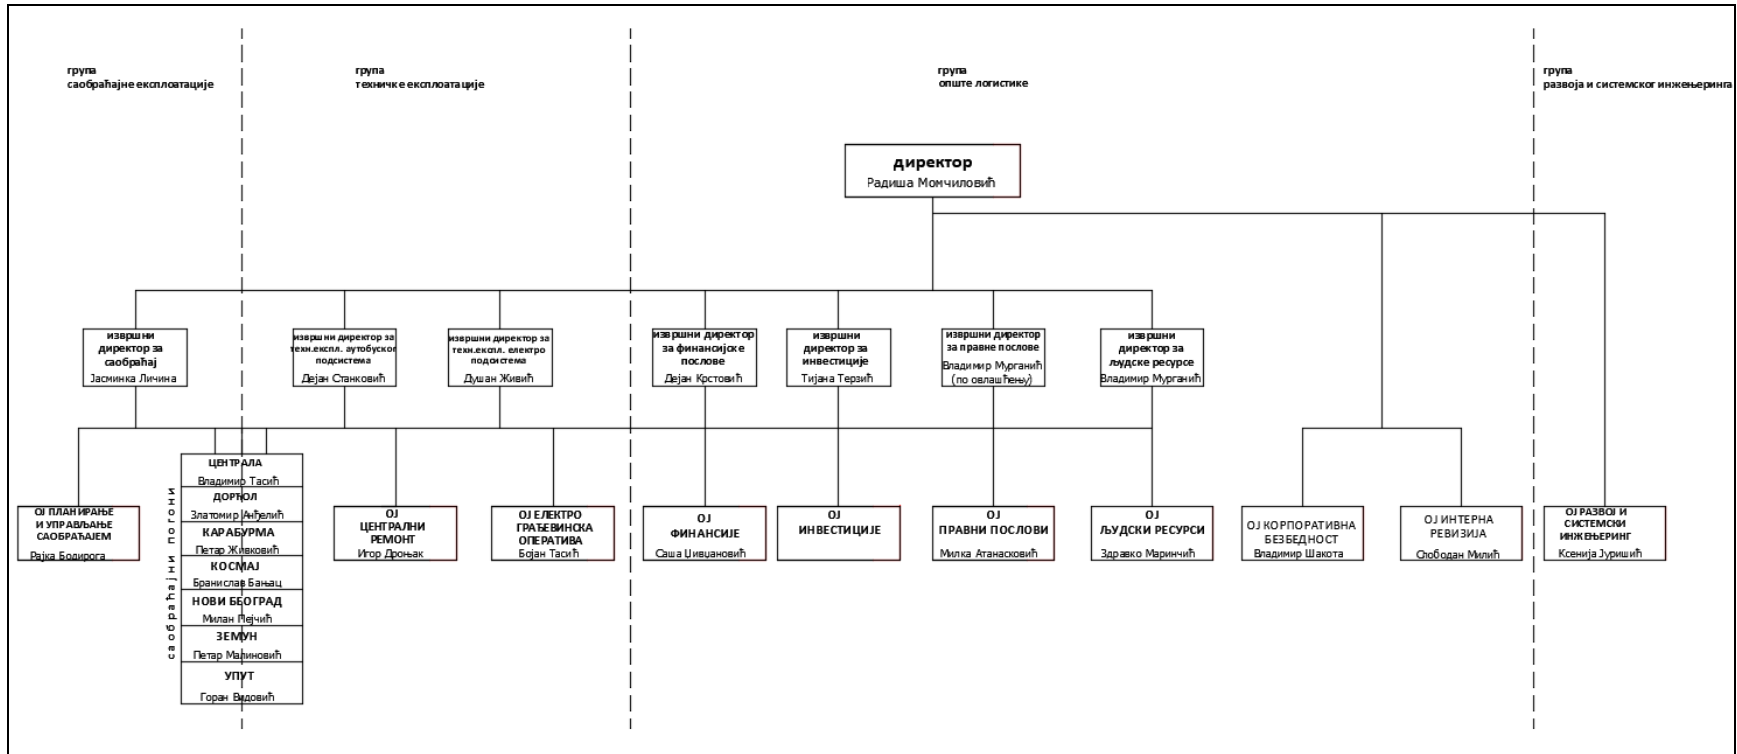 група
саобраћајне експлоатације
група
техничке експлоатације
група
опште логистике
група
развоја и системског инжењеринга
директор
Радиша Момчиловић
извршни
директор за
саобраћај
Јасминка Личина
извршни директор за
техн.експл. аутобуског
подсистема
Дејан Станковић
извршни директор за
техн.експл. електро
подсистема
Душан Живић
извршни директор
за финансијске
послове
Дејан Крстовић
извршни
директор за
инвестиције
Тијана Терзић
извршни директор
за правне послове
Владимир Мурганић
(по овлашћењу)
извршни
директор за
људске ресурсе
Владимир Мурганић
ОЈ ПЛАНИРАЊЕ
И УПРАВЉАЊЕ
САОБРАЋАЈЕМ
Рајка Бодирога
саобраћајни погони
ЦЕНТРАЛА
Владимир Тасић
ДОРЋОЛ
Златомир Анђелић
КАРАБУРМА
Петар Живковић
КОСМАЈ
Бранислав Бањац
НОВИ БЕОГРАД
Милан Пејчић
ЗЕМУН
Петар Малиновић
УПУТ
Горан Видовић
ОЈ
ЦЕНТРАЛНИ
РЕМОНТ
Игор Дроњак
ОЈ ЕЛЕКТРО
ГРАЂЕВИНСКА
ОПЕРАТИВА
Бојан Тасић
ОЈ
ФИНАНСИЈЕ
Саша Цивџановић
ОЈ
ИНВЕСТИЦИЈЕ
ОЈ
ПРАВНИ ПОСЛОВИ
Милка Атанасковић
ОЈ
ЉУДСКИ РЕСУРСИ
Здравко Маринчић
ОЈ КОРПОРАТИВНА
БЕЗБЕДНОСТ
Владимир Шакота
ОЈ ИНТЕРНА
РЕВИЗИЈА
Слободан Милић
ОЈ РАЗВОЈ И
СИСТЕМСКИ
ИНЖЕЊЕРИНГ
Ксенија Јуришић